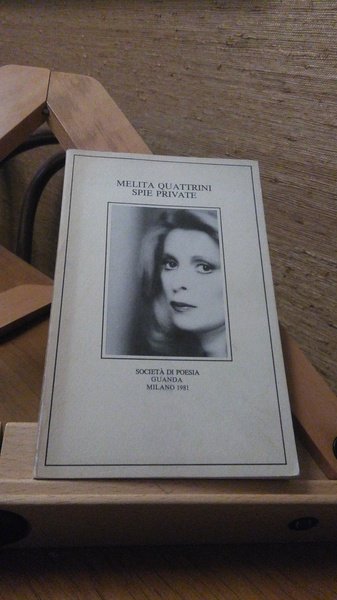 MELITA QUATTRINI
SPIE PRIVATE
SOCIETÀ DI POESIA
GUANDA
MILANO 1981